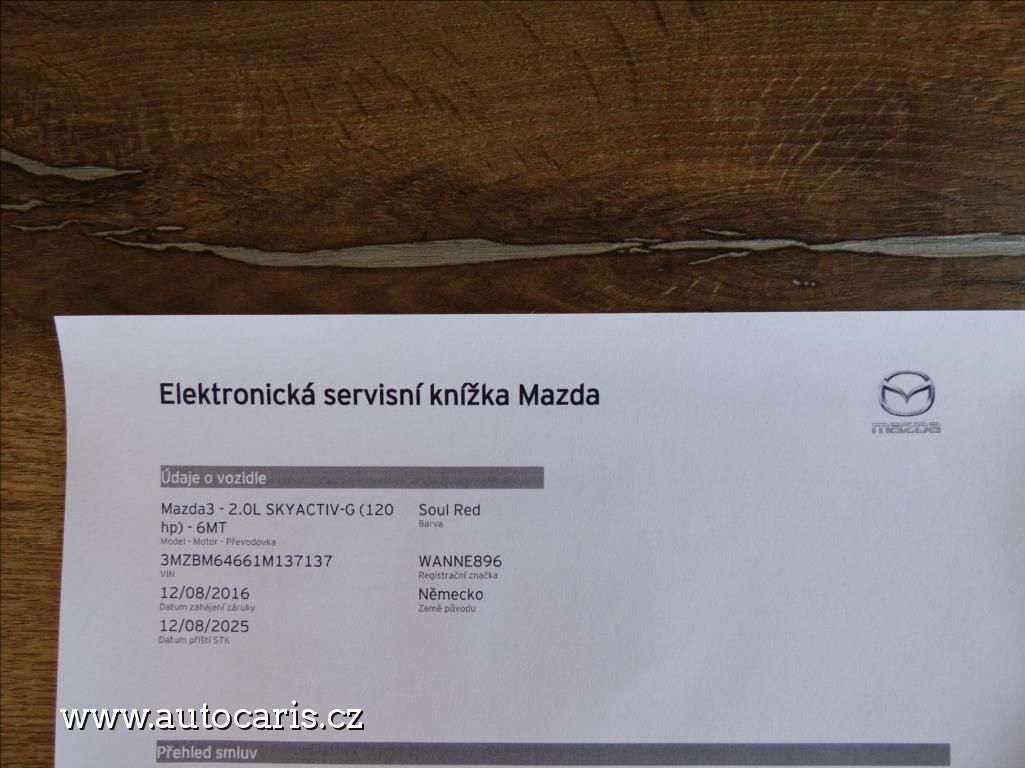 Elektronická servisní knížka Mazda
mazda
Údaje o vozidle
Mazda3 - 2.0L SKYACTIV-G (120
hp) - 6MT
Model - Motor - Převodovka
Soul Red
Barva
3MZBM64661M137137
VIN
WANNE896
Registrační značka
12/08/2016
Datum zahájení záruky
Německo
Země původu
12/08/2025
Datum příští STK
www.autocaris.cz
Přehled smluv